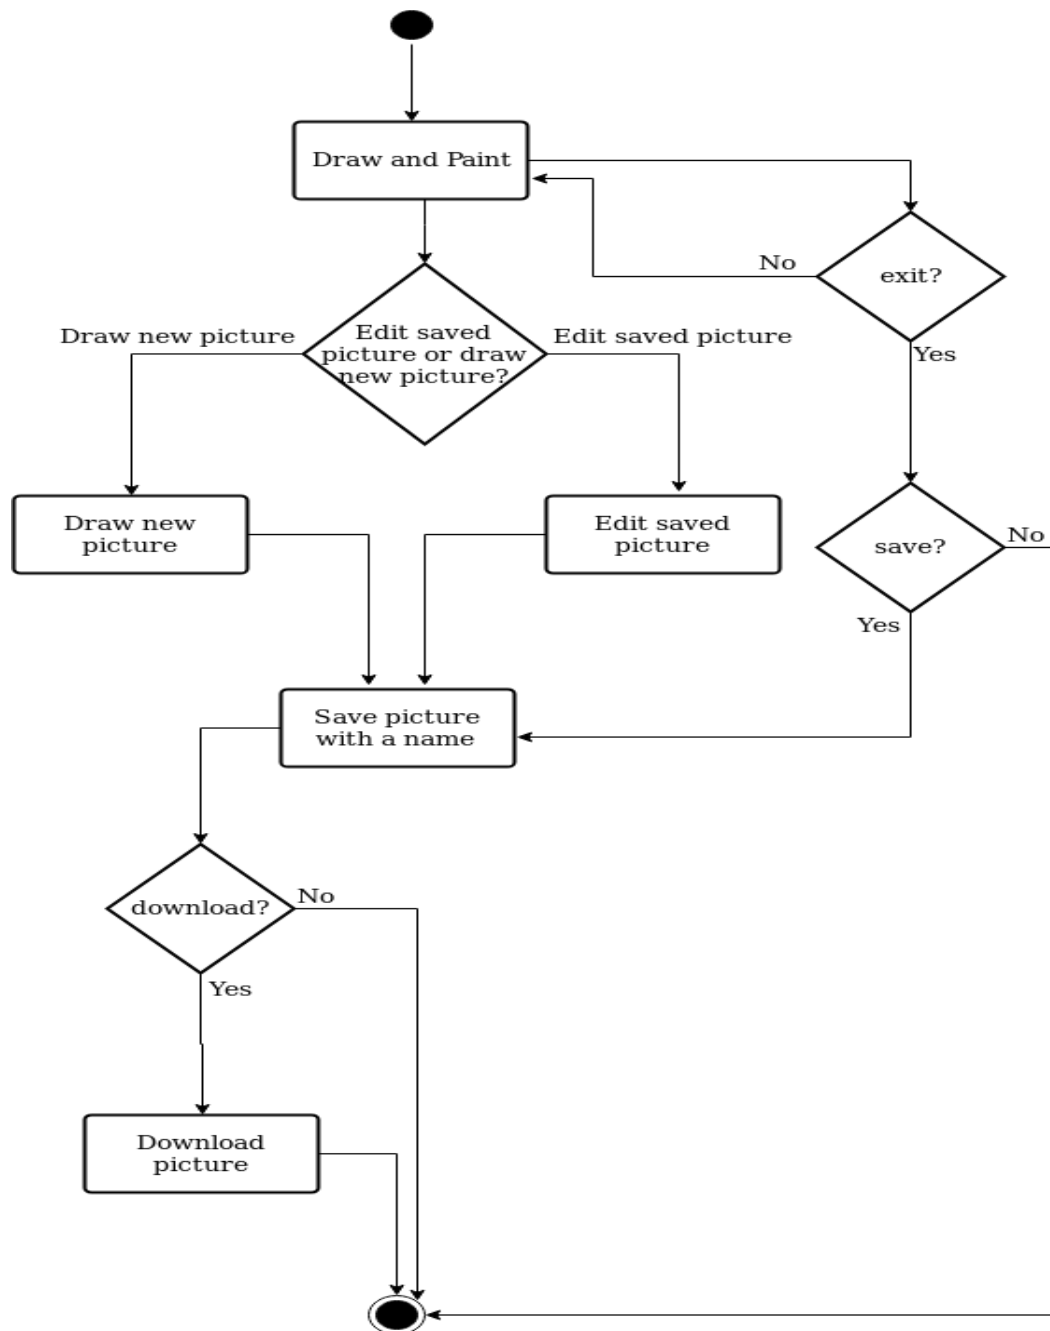 Draw and Paint
No
exit?
Draw new picture
Edit saved
picture or draw
new picture?
Edit saved picture
Yes
Draw new
picture
Edit saved
picture
save?
No
Yes
Save picture
with a name
download?
No
Yes
Download
picture